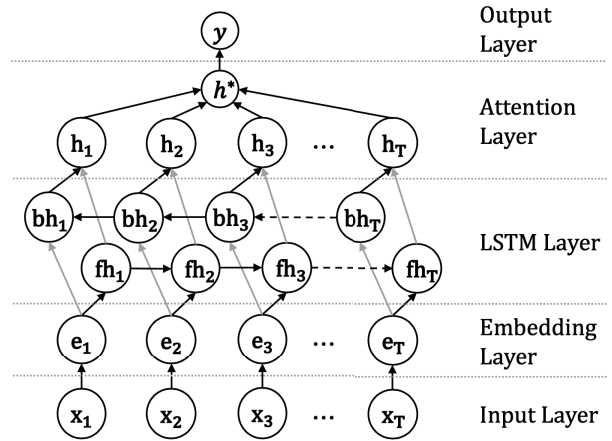 y
Output
Layer
h*
Attention
Layer
h1 h2 h3 ... hT
bh1 bh2 bh3 bhT
LSTM Layer
fh1 fh2 fh3 fhT
e1 e2 e3 ... eT
Embedding
Layer
x1 x2 x3 ... xT
Input Layer